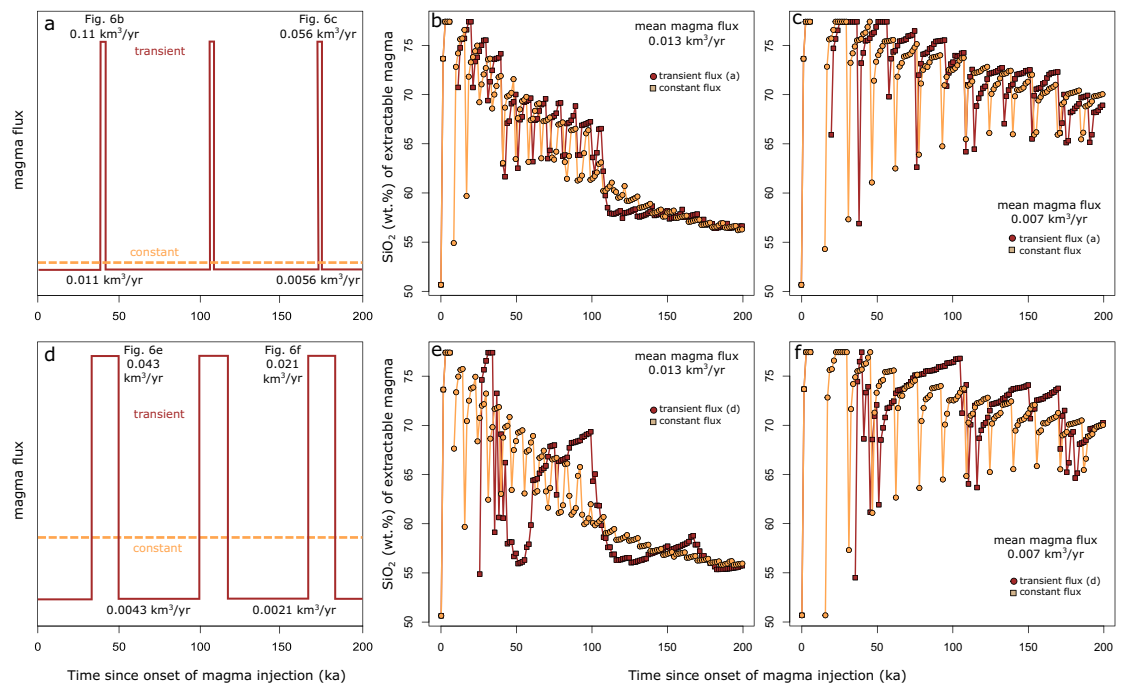 a
Fig. 6b
0.11 km³/yr
Fig. 6c
0.056 km³/yr
transient
constant
0.011 km³/yr
0.0056 km³/yr
magma flux
0 50 100 150 200
b
mean magma flux
0.013 km³/yr
transient flux (a)
constant flux
SiO₂ (wt.%) of extractable magma
75
70
65
60
55
50
0 50 100 150 200
c
mean magma flux
0.007 km³/yr
transient flux (a)
constant flux
75
70
65
60
55
50
0 50 100 150 200
d
Fig. 6e
0.043
km³/yr
Fig. 6f
0.021
km³/yr
transient
constant
0.0043 km³/yr
0.0021 km³/yr
magma flux
0 50 100 150 200
e
mean magma flux
0.013 km³/yr
transient flux (d)
constant flux
SiO₂ (wt.%) of extractable magma
75
70
65
60
55
50
0 50 100 150 200
f
mean magma flux
0.007 km³/yr
transient flux (d)
constant flux
75
70
65
60
55
50
0 50 100 150 200
Time since onset of magma injection (ka)
Time since onset of magma injection (ka)